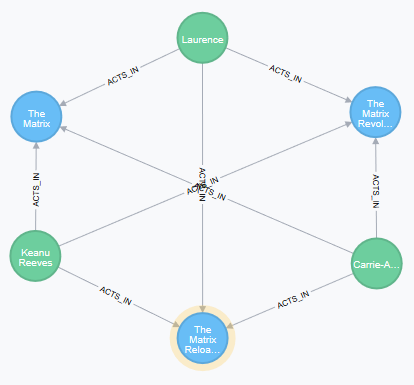 Laurence
ACTS_IN
ACTS_IN
The
Matrix
The
Matrix
Revol...
ACTS_IN
ACTS_IN
ACTS_IN
ACTS_IN
ACTS_IN
Keanu
Reeves
Carrie-A...
ACTS_IN
ACTS_IN
The
Matrix
Reloa...